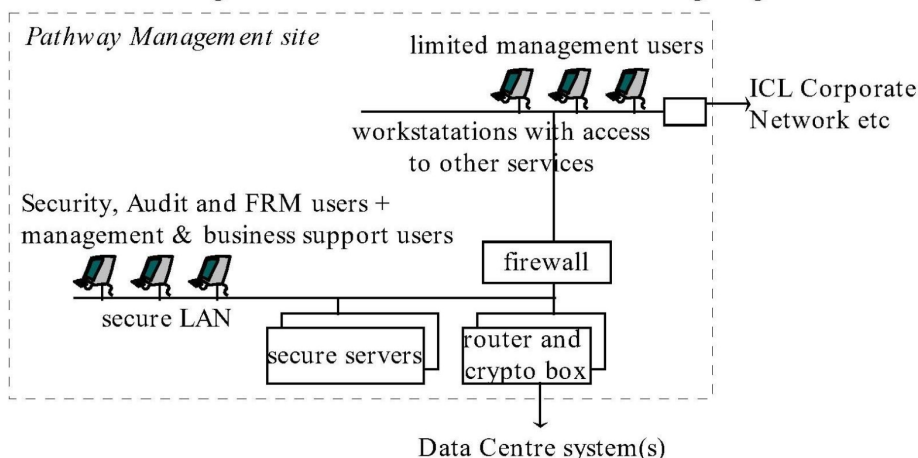 Pathway Management site
limited management users
ICL Corporate
Network etc
workstatations with access
to other services
Security, Audit and FRM users +
management & business support users
firewall
secure LAN
secure servers
router and
crypto box
Data Centre system(s)